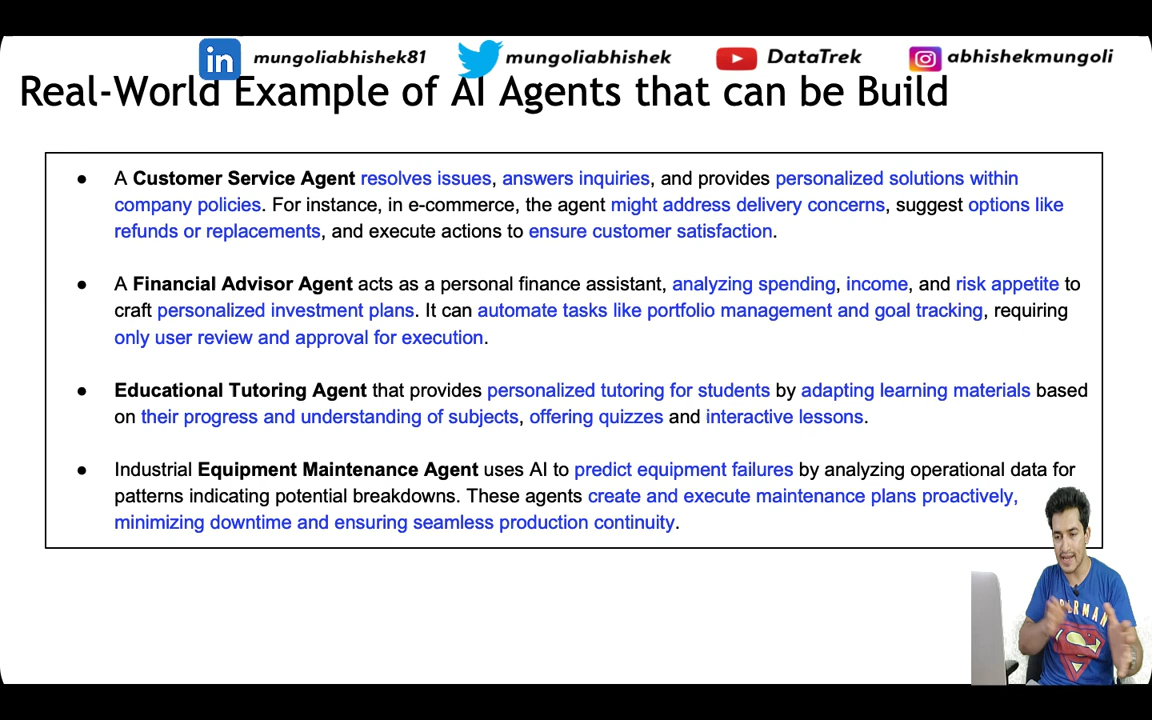 in mungoliabhishek81 mungoliabhishek DataTrek abhishekmungoli
Real-World Example of AI Agents that can be Build
● A Customer Service Agent resolves issues, answers inquiries, and provides personalized solutions within
company policies. For instance, in e-commerce, the agent might address delivery concerns, suggest options like
refunds or replacements, and execute actions to ensure customer satisfaction.
● A Financial Advisor Agent acts as a personal finance assistant, analyzing spending, income, and risk appetite to
craft personalized investment plans. It can automate tasks like portfolio management and goal tracking, requiring
only user review and approval for execution.
● Educational Tutoring Agent that provides personalized tutoring for students by adapting learning materials based
on their progress and understanding of subjects, offering quizzes and interactive lessons.
● Industrial Equipment Maintenance Agent uses AI to predict equipment failures by analyzing operational data for
patterns indicating potential breakdowns. These agents create and execute maintenance plans proactively,
minimizing downtime and ensuring seamless production continuity.